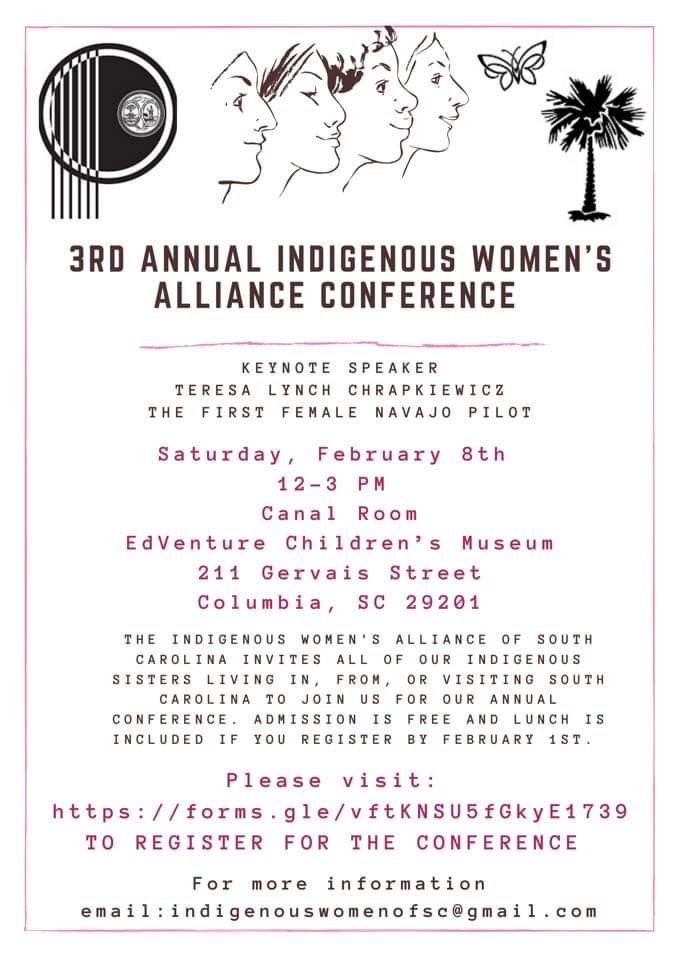 3RD ANNUAL INDIGENOUS WOMEN'S
ALLIANCE CONFERENCE
KEYNOTE SPEAKER
TERESA LYNCH CHRAPKIEWICZ
THE FIRST FEMALE NAVAJO PILOT
Saturday, February 8th
12-3 PM
Canal Room
EdVenture Children's Museum
211 Gervais Street
Columbia, SC 29201
THE INDIGENOUS WOMEN'S ALLIANCE OF SOUTH
CAROLINA INVITES ALL OF OUR INDIGENOUS
SISTERS LIVING IN, FROM, OR VISITING SOUTH
CAROLINA TO JOIN US FOR OUR ANNUAL
CONFERENCE. ADMISSION IS FREE AND LUNCH IS
INCLUDED IF YOU REGISTER BY FEBRUARY 1ST.
Please visit:
https://forms.gle/vftKNSU5fGkyE1739
TO REGISTER FOR THE CONFERENCE
For more information
email:indigenouswomenofsc@gmail.com